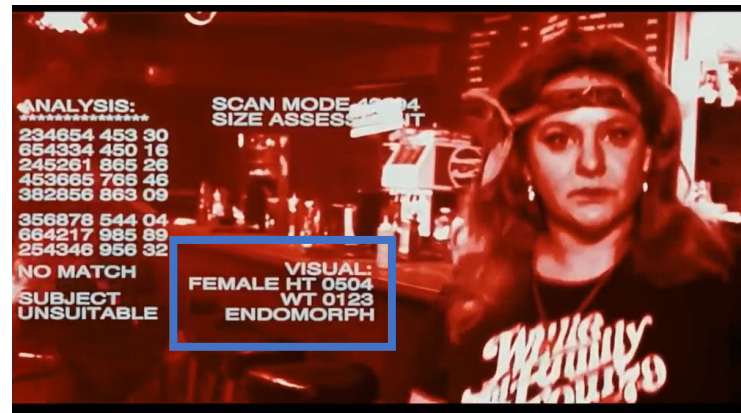 ANALYSIS:
***************
234654 453 30
654334 450 16
245261 865 26
453665 766 46
382856 863 09
356878 544 04
664217 985 89
254346 956 32
NO MATCH
SUBJECT
UNSUITABLE
SCAN MODE
SIZE
VISUAL:
FEMALE HT 0504
WT 0123
ENDOMORPH
Willie
Family